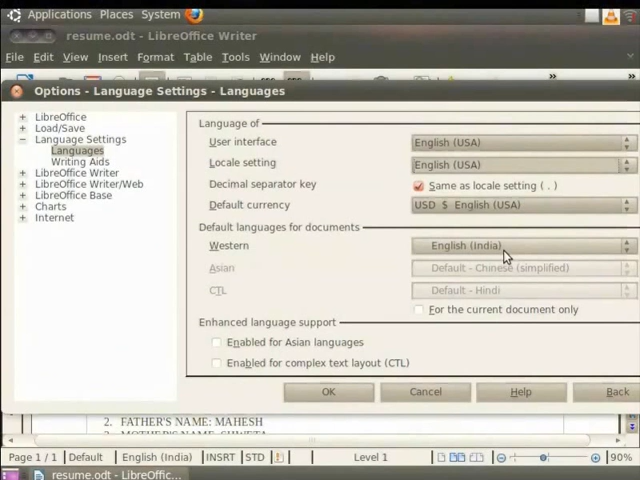 Applications Places System
resume.odt - LibreOffice Writer
File Edit View Insert Format Table Tools Window Help
Options - Language Settings - Languages
LibreOffice
Load/Save
Language Settings
Languages
Writing Aids
LibreOffice Writer
LibreOffice Writer/Web
LibreOffice Base
Charts
Internet
Language of
User interface English (USA)
Locale setting English (USA)
Decimal separator key Same as locale setting ( . )
Default currency USD $ English (USA)
Default languages for documents
Western English (India)
Asian Default - Chinese (simplified)
CTL Default - Hindi
For the current document only
Enhanced language support
Enabled for Asian languages
Enabled for complex text layout (CTL)
OK Cancel Help Back
2. FATHER'S NAME: MAHESH
Page 1 / 1 Default English (India) INSRT STD Level 1 90%
resume.odt - LibreOffic...